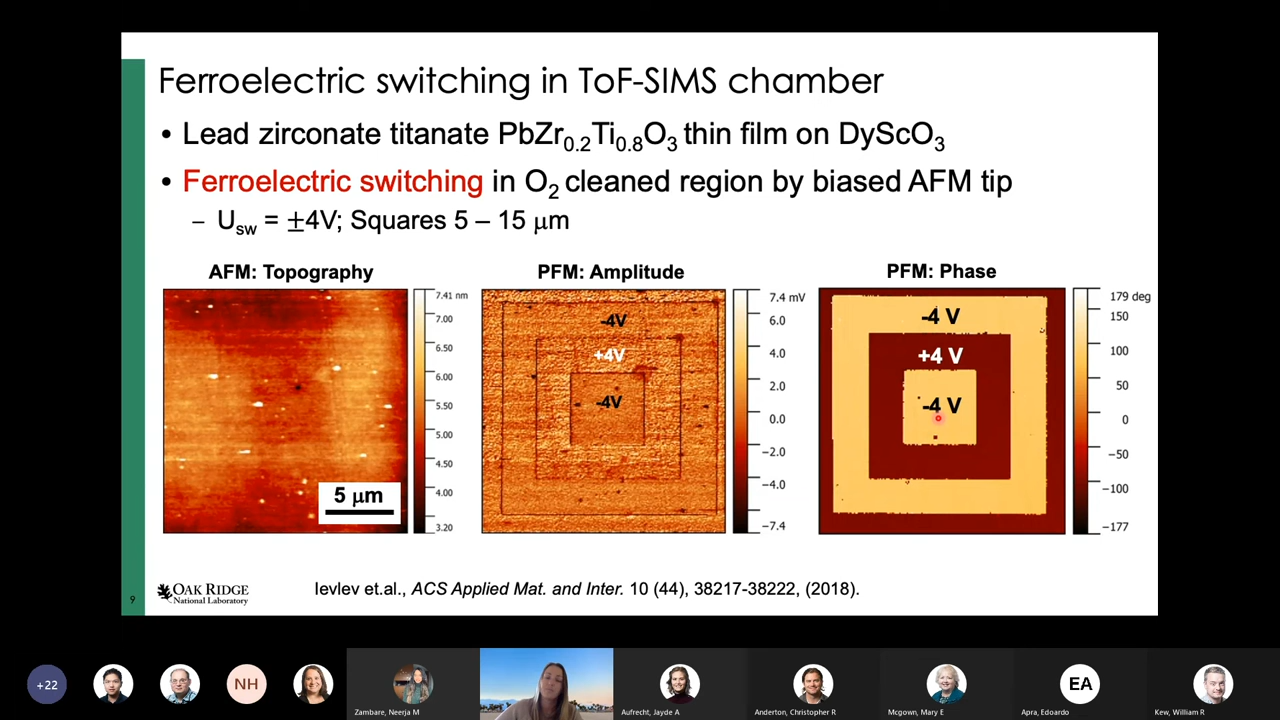 Ferroelectric switching in ToF-SIMS chamber
• Lead zirconate titanate PbZr0.2Ti0.8O3 thin film on DyScO3
• Ferroelectric switching in O2 cleaned region by biased AFM tip
– Usw = ±4V; Squares 5 – 15 μm
AFM: Topography
7.41 nm
7.00
6.50
6.00
5.50
5.00
4.50
4.00
3.20
5 μm
PFM: Amplitude
-4V
+4V
-4V
7.4 mV
6.0
4.0
2.0
0.0
−2.0
−4.0
−7.4
PFM: Phase
-4 V
+4 V
-4 V
179 deg
150
100
50
0
−50
−100
−177
9
OAK RIDGE
National Laboratory
Ievlev et.al., ACS Applied Mat. and Inter. 10 (44), 38217-38222, (2018).
+22
NH
Zambare, Neerja M
Aufrecht, Jayde A
Anderton, Christopher R
Mcgown, Mary E
EA
Apra, Edoardo
Kew, William R